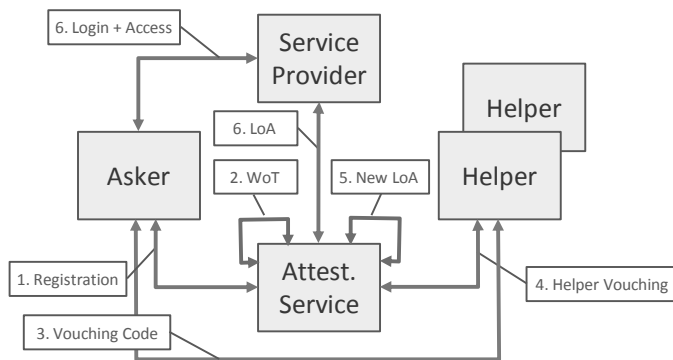 6. Login + Access
Service
Provider
Helper
6. LoA
Asker
2. WoT
5. New LoA
Helper
1. Registration
Attest.
Service
4. Helper Vouching
3. Vouching Code